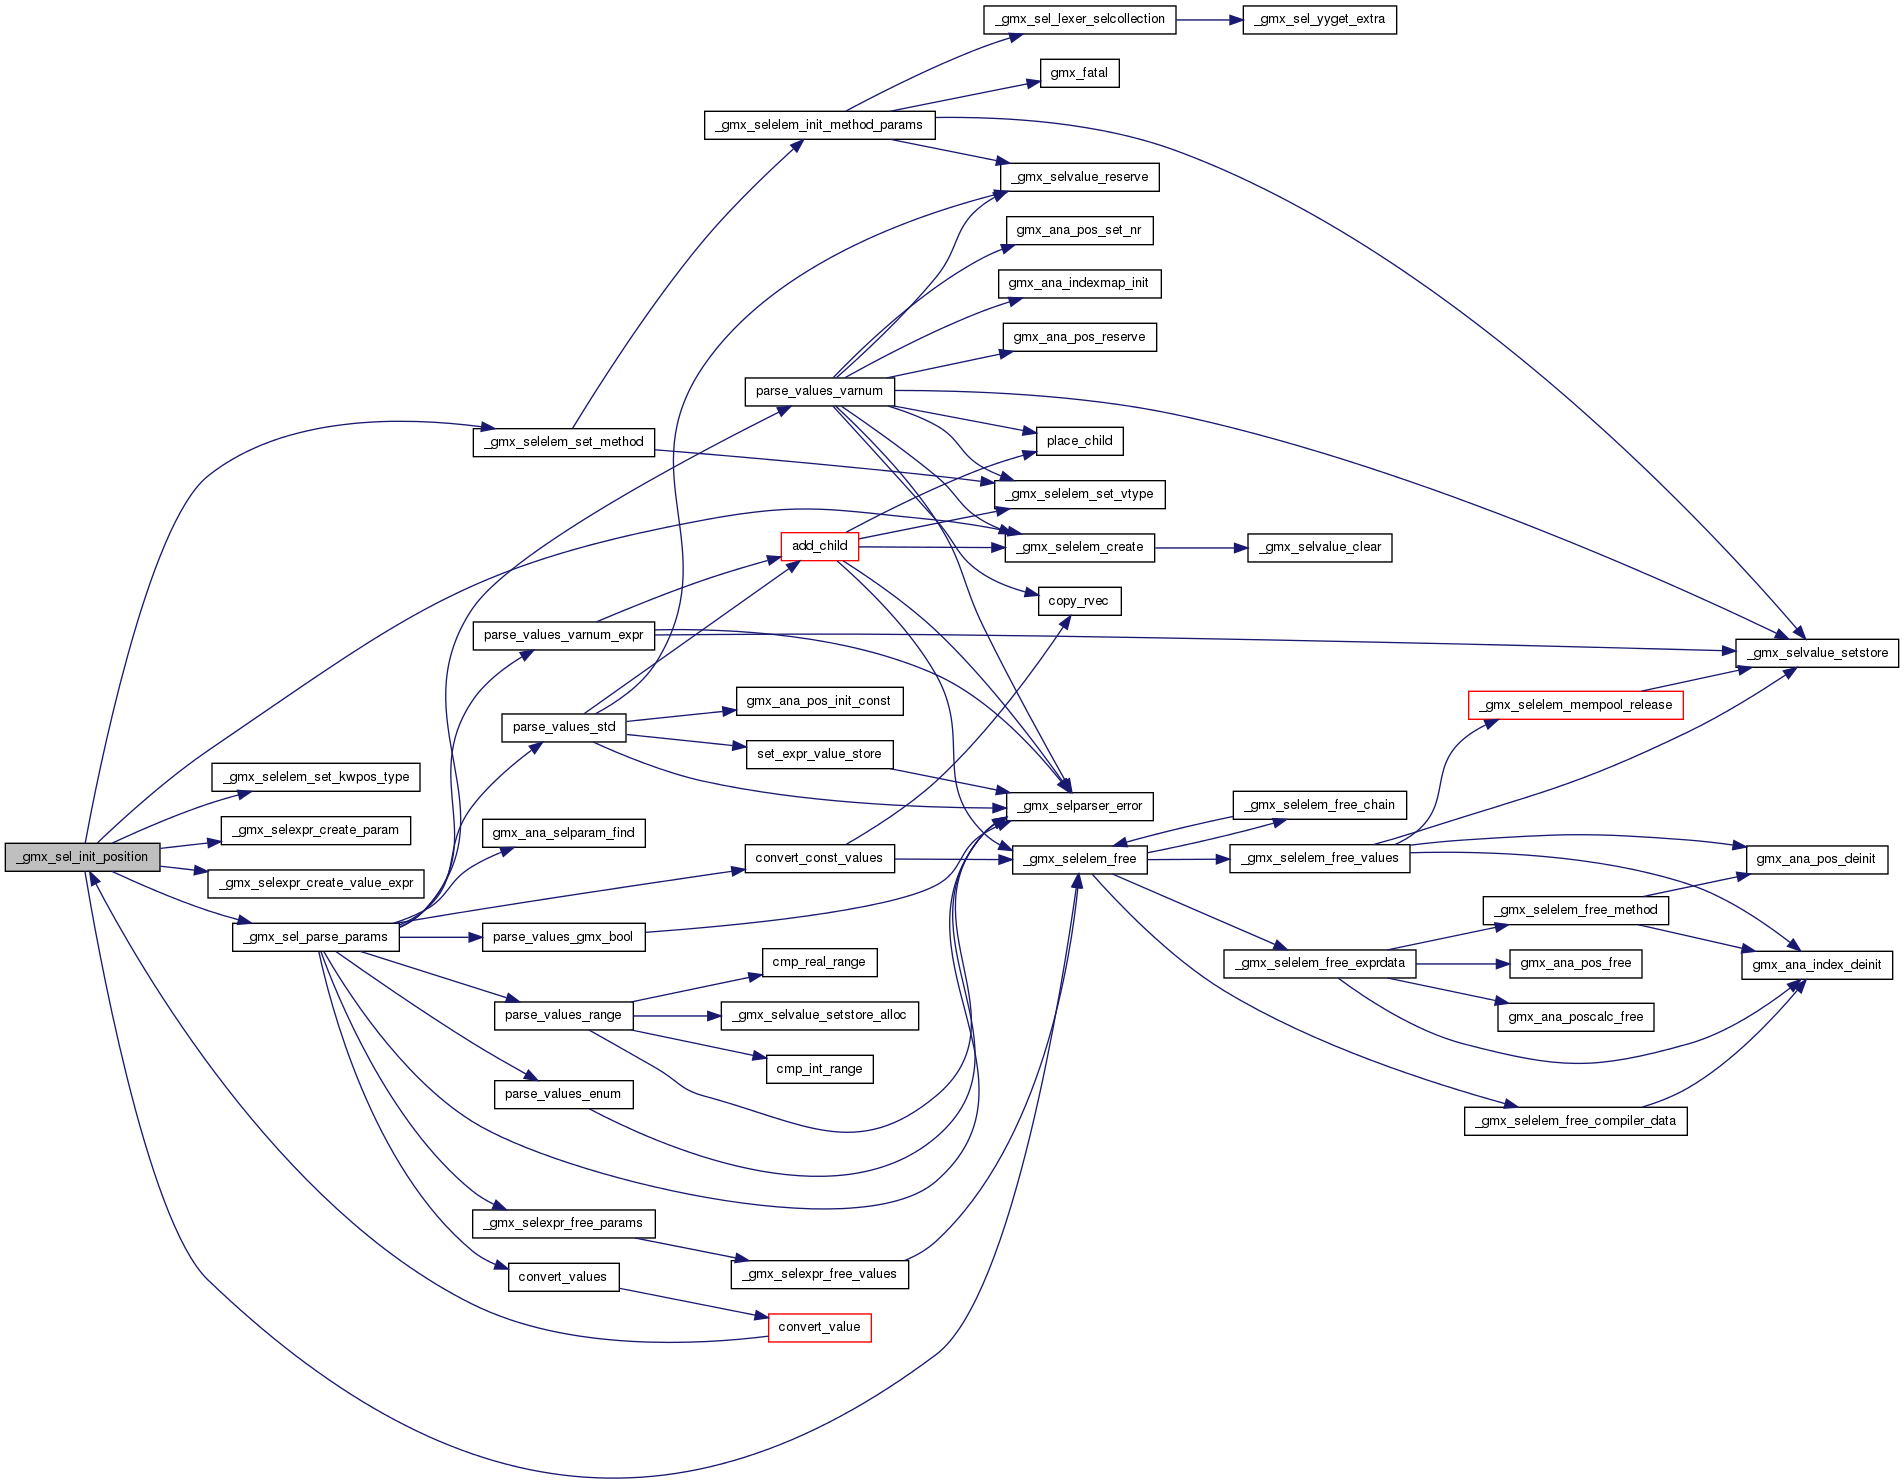 _gmx_sel_lexer_selcollection
_gmx_sel_yyget_extra
gmx_fatal
_gmx_selelem_init_method_params
_gmx_selvalue_reserve
gmx_ana_pos_set_nr
gmx_ana_indexmap_init
gmx_ana_pos_reserve
parse_values_varnum
_gmx_selelem_set_method
place_child
_gmx_selelem_set_vtype
add_child
_gmx_selelem_create
_gmx_selvalue_clear
copy_rvec
parse_values_varnum_expr
_gmx_selvalue_setstore
gmx_ana_pos_init_const
_gmx_selelem_mempool_release
parse_values_std
set_expr_value_store
_gmx_selelem_set_kwpos_type
_gmx_selparser_error
_gmx_selelem_free_chain
_gmx_selexpr_create_param
gmx_ana_selparam_find
_gmx_sel_init_position
convert_const_values
_gmx_selelem_free
_gmx_selelem_free_values
gmx_ana_pos_deinit
_gmx_selexpr_create_value_expr
_gmx_selelem_free_method
_gmx_sel_parse_params
parse_values_gmx_bool
cmp_real_range
_gmx_selelem_free_exprdata
gmx_ana_pos_free
gmx_ana_index_deinit
parse_values_range
_gmx_selvalue_setstore_alloc
gmx_ana_poscalc_free
cmp_int_range
parse_values_enum
_gmx_selelem_free_compiler_data
_gmx_selexpr_free_params
convert_values
_gmx_selexpr_free_values
convert_value